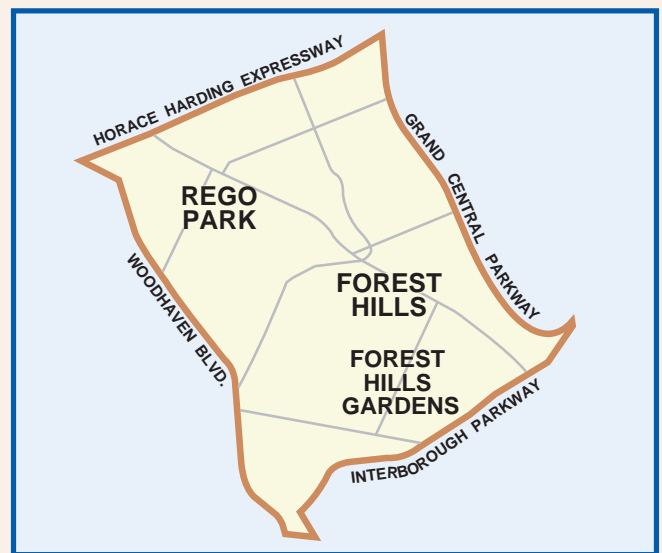 HORACE HARDING EXPRESSWAY
GRAND CENTRAL PARKWAY
REGO
PARK
WOODHAVEN BLVD.
FOREST
HILLS
FOREST
HILLS
GARDENS
INTERBOROUGH PARKWAY